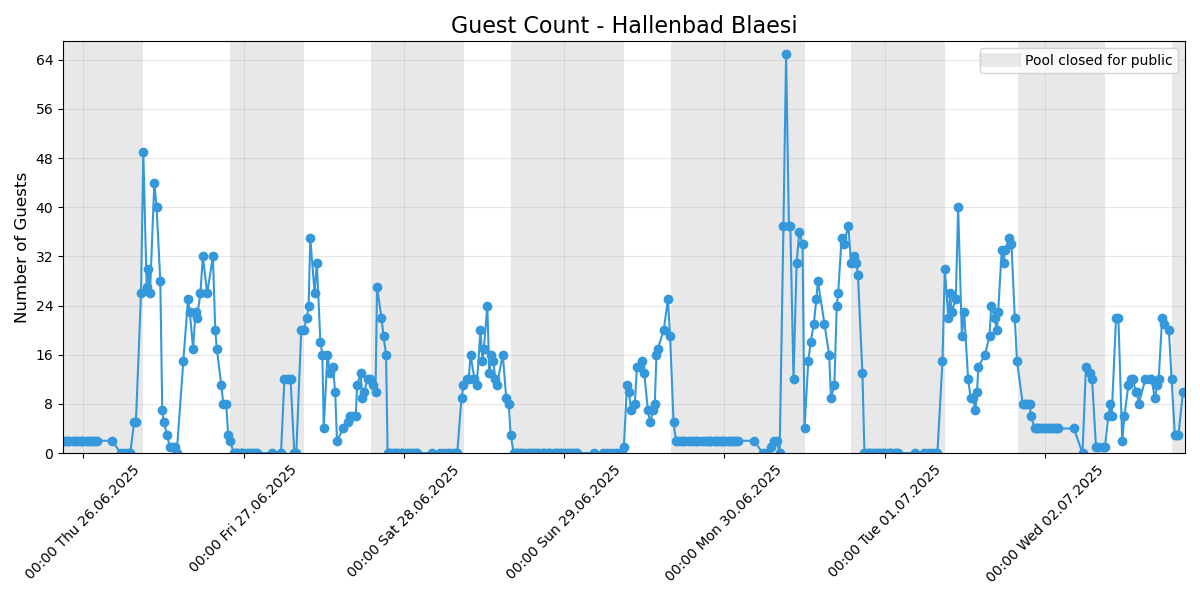 Guest Count - Hallenbad Blaesi
Pool closed for public
Number of Guests
64
56
48
40
32
24
16
8
0
00:00 Thu 26.06.2025
00:00 Fri 27.06.2025
00:00 Sat 28.06.2025
00:00 Sun 29.06.2025
00:00 Mon 30.06.2025
00:00 Tue 01.07.2025
00:00 Wed 02.07.2025